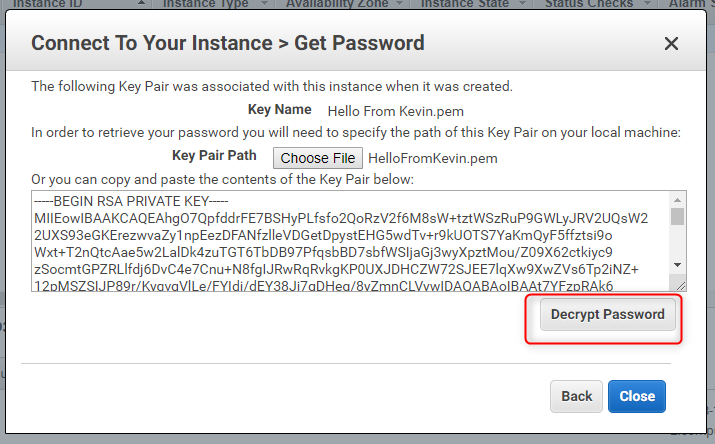 Instance ID Instance Type Availability Zone Instance State Status Checks Alarm S
Connect To Your Instance > Get Password
The following Key Pair was associated with this instance when it was created.
Key Name Hello From Kevin.pem
In order to retrieve your password you will need to specify the path of this Key Pair on your local machine:
Key Pair Path Choose File HelloFromKevin.pem
Or you can copy and paste the contents of the Key Pair below:
-----BEGIN RSA PRIVATE KEY-----
MIIEowIBAAKCAQEAhgO7QpfddrFE7BSHyPLfsfo2QoRzV2f6M8sW+tztWSzRuP9GWLyJRV2UQsW2
2UXS93eGKErezwvaZy1npEezDFANfzlleVDGetDpystEHG5wdTv+r9kUOTS7YaKmQyF5ffztsi9o
Wxt+T2nQtcAae5w2LalDk4zuTGT6TbDB97PfqsbBD7sbfWSIjaGj3wyXpztMou/Z09X62ctkiyc9
zSocmtGPZRLlfdj6DvC4e7Cnu+N8fgIJRwRqRvkgKP0UXJDHCZW72SJEE7lqXw9XwZVs6Tp2iNZ+
Decrypt Password
Back Close